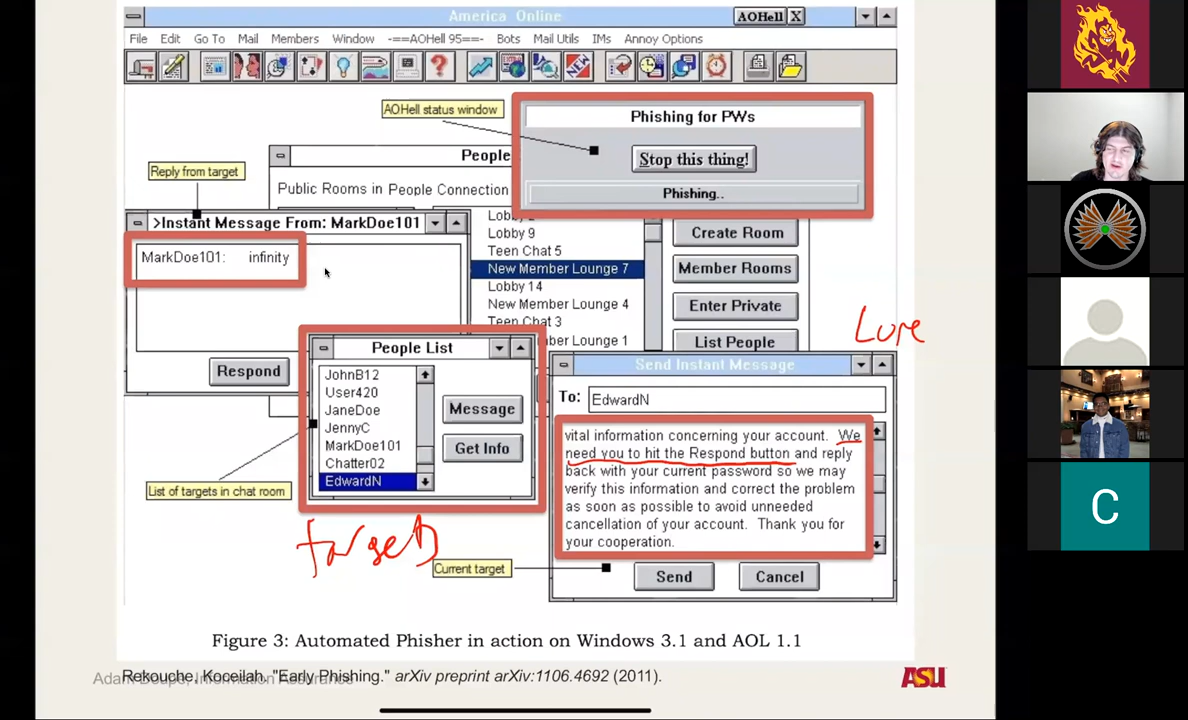 America Online
AOHell X
File Edit Go To Mail Members Window -==AOHell 95==- Bots Mail Utils IMs Annoy Options
AOHell status window
Phishing for PWs
Stop this thing!
Phishing..
Reply from target
People
Public Rooms in People Connection
>Instant Message From: MarkDoe101
MarkDoe101: infinity
Respond
Lobby 9
Teen Chat 5
New Member Lounge 7
Lobby 14
New Member Lounge 4
Teen Chat 3
Lounge 1
Create Room
Member Rooms
Enter Private
List People
Lure
People List
JohnB12
User420
JaneDoe
JennyC
MarkDoe101
Chatter02
EdwardN
Message
Get Info
List of targets in chat room
targets
Send Instant Message
To: EdwardN
vital information concerning your account. We
need you to hit the Respond button and reply
back with your current password so we may
verify this information and correct the problem
as soon as possible to avoid unneeded
cancellation of your account. Thank you for
your cooperation.
Current target
Send Cancel
Figure 3: Automated Phisher in action on Windows 3.1 and AOL 1.1
Rekouche, Koceilah. "Early Phishing." arXiv preprint arXiv:1106.4692 (2011).
ASU
C